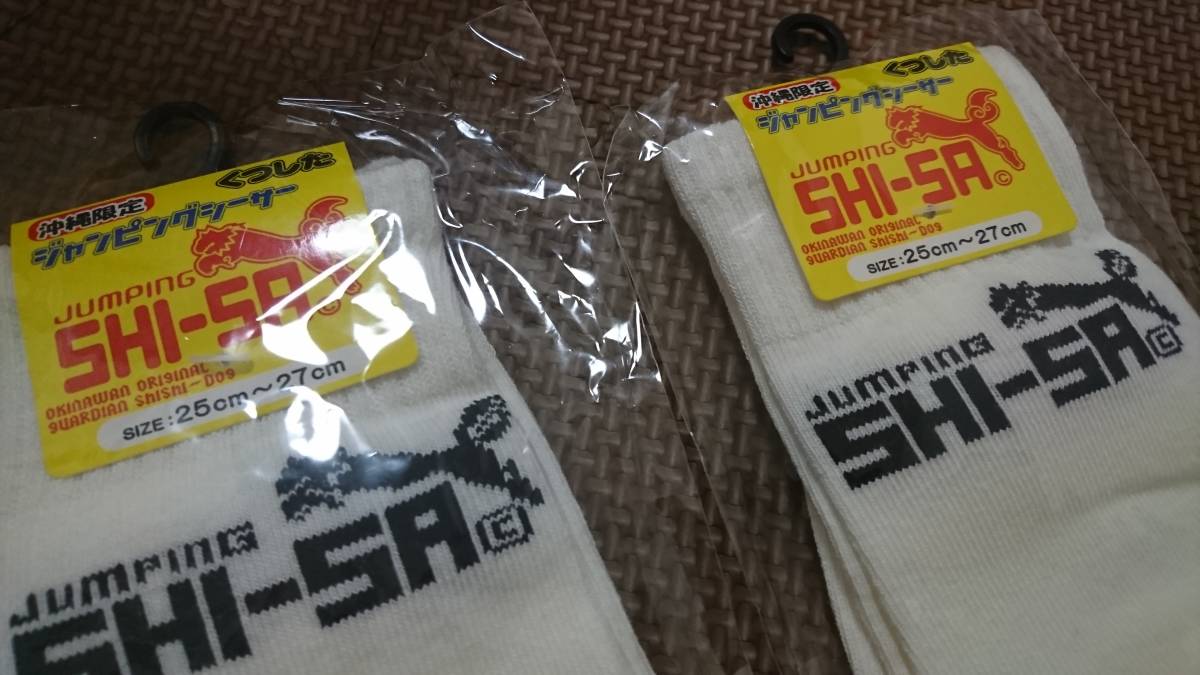 沖縄限定
くつした
ジャンピングシーサー
JUMPING
SHI-SA ©
OKINAWAN ORIGINAL
GUARDIAN SHISHI-DOG
SIZE:25cm～27cm
JUMPING
SHI-SA ©
沖縄限定
くつした
ジャンピングシーサー
JUMPING
SHI-SA ©
OKINAWAN ORIGINAL
GUARDIAN SHISHI-DOG
SIZE:25cm～27cm
JUMPING
SHI-SA ©